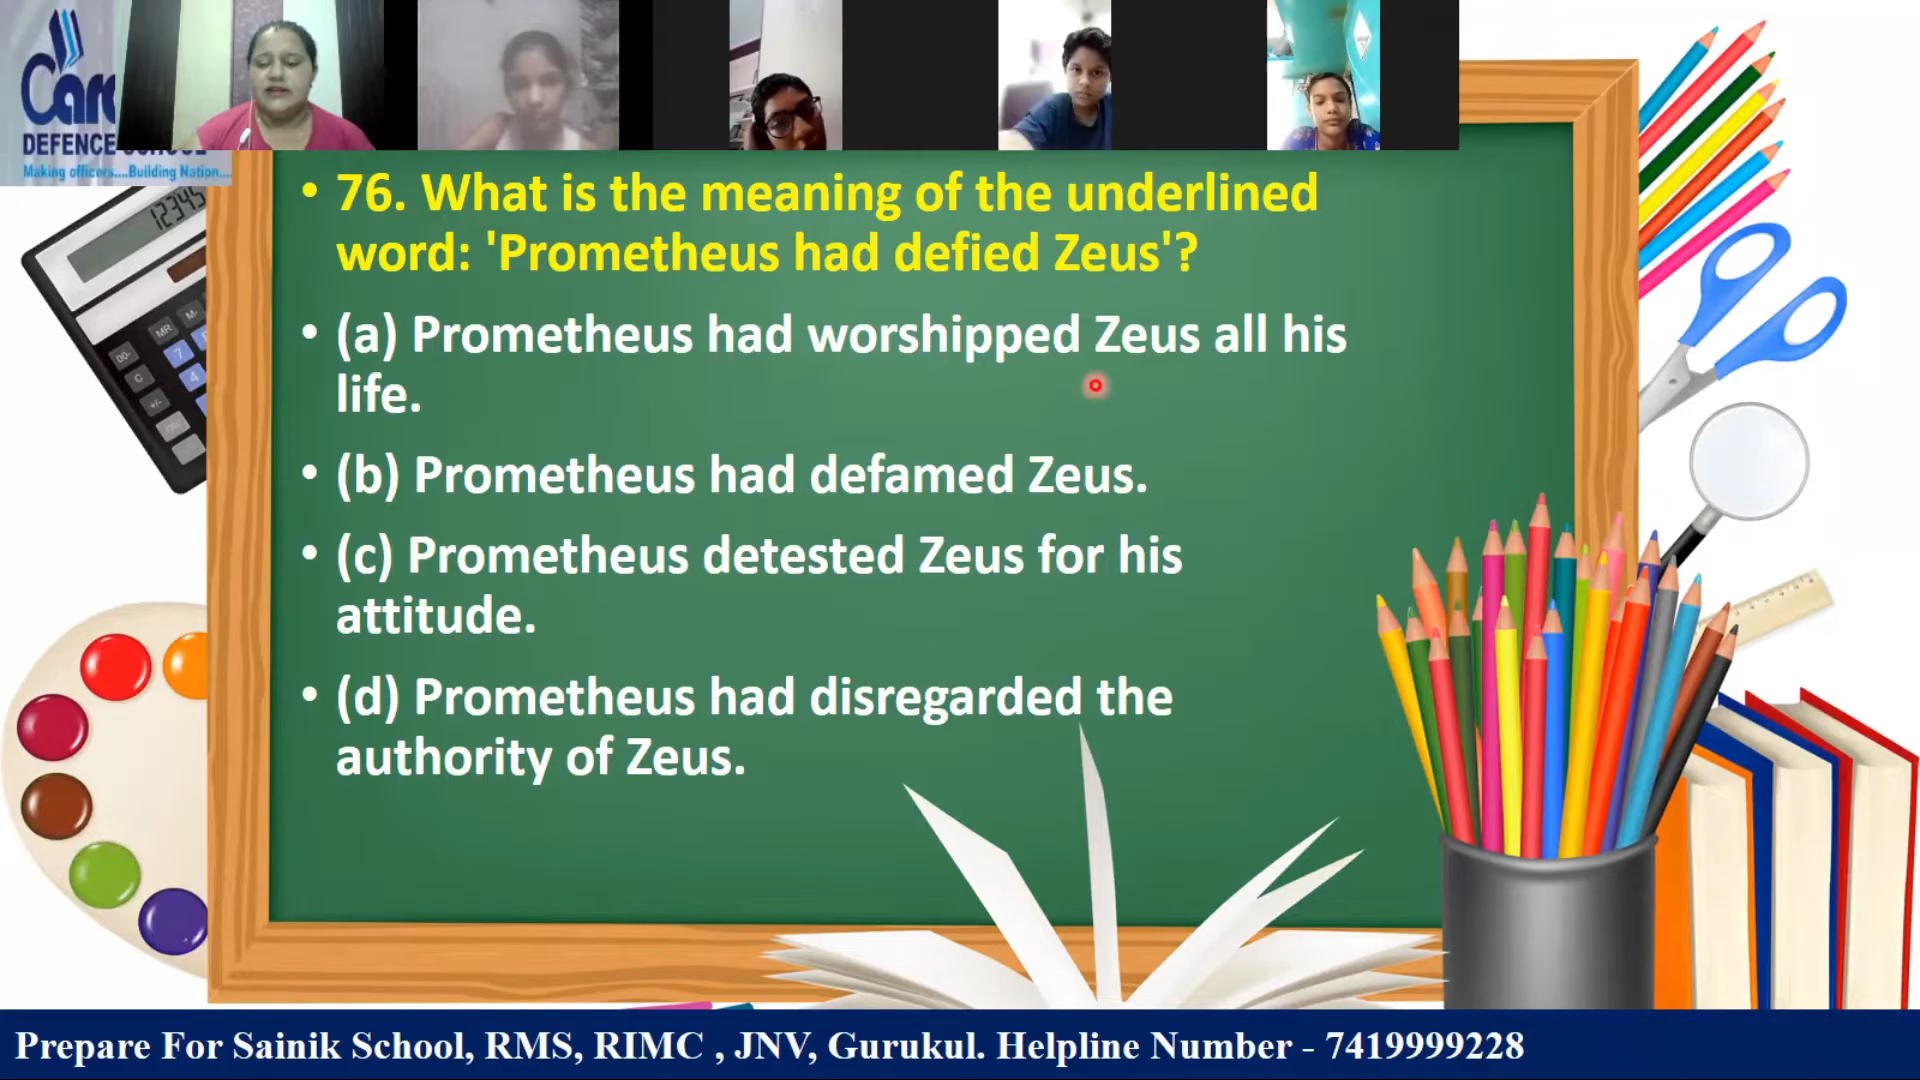 Care
DEFENCE SCHOOL
Making officers....Building Nation....
12345
• 76. What is the meaning of the underlined
word: 'Prometheus had defied Zeus'?
• (a) Prometheus had worshipped Zeus all his
life.
• (b) Prometheus had defamed Zeus.
• (c) Prometheus detested Zeus for his
attitude.
• (d) Prometheus had disregarded the
authority of Zeus.
Prepare For Sainik School, RMS, RIMC , JNV, Gurukul. Helpline Number - 7419999228